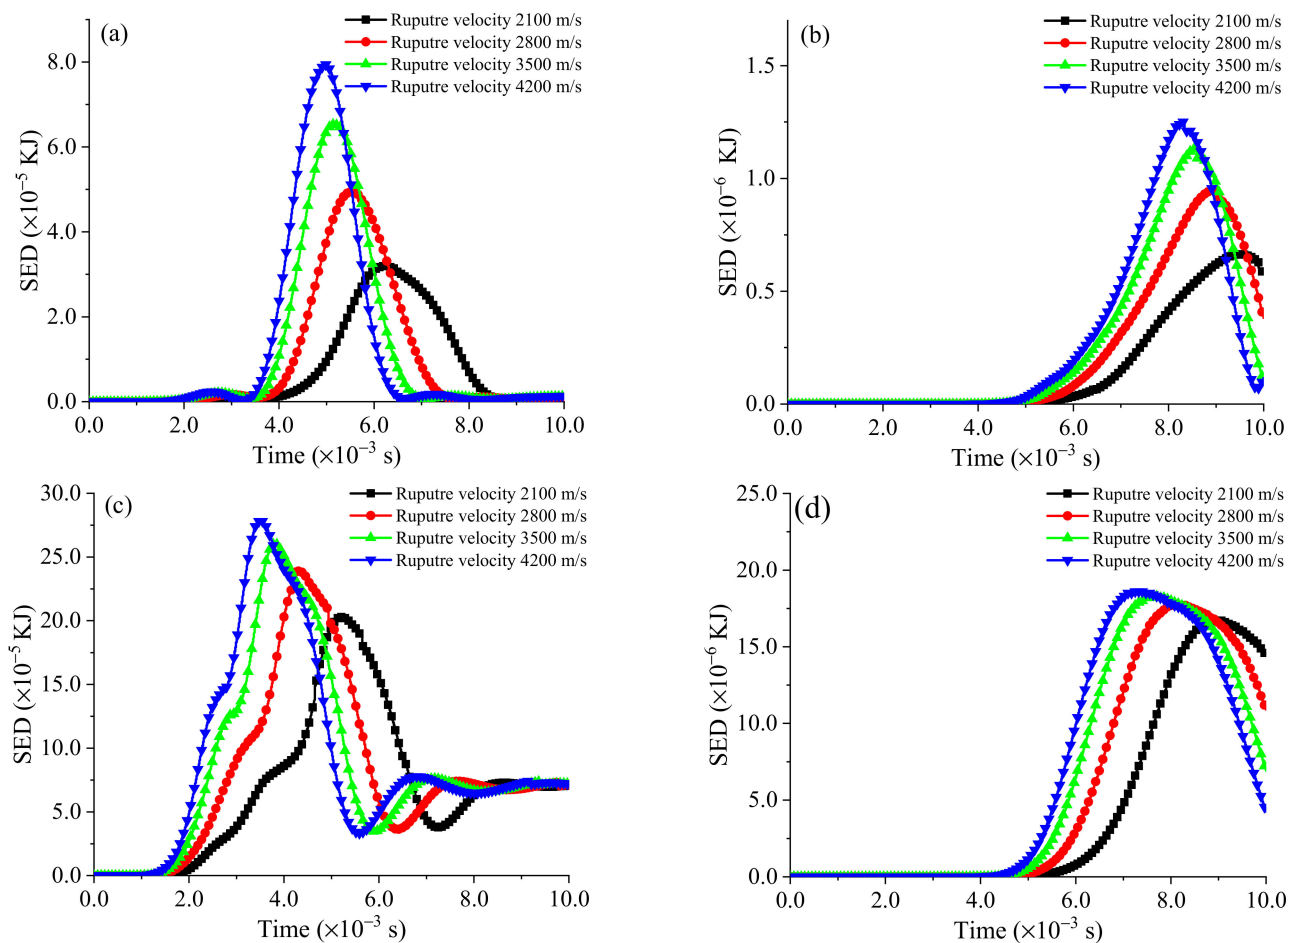 (a)
Ruputre velocity 2100 m/s
Ruputre velocity 2800 m/s
Ruputre velocity 3500 m/s
Ruputre velocity 4200 m/s
8.0
6.0
4.0
2.0
0.0
SED (×10⁻⁵ KJ)
0.0 2.0 4.0 6.0 8.0 10.0
Time (×10⁻³ s)
(b)
Ruputre velocity 2100 m/s
Ruputre velocity 2800 m/s
Ruputre velocity 3500 m/s
Ruputre velocity 4200 m/s
1.5
1.0
0.5
0.0
SED (×10⁻⁶ KJ)
0.0 2.0 4.0 6.0 8.0 10.0
Time (×10⁻³ s)
(c)
Ruputre velocity 2100 m/s
Ruputre velocity 2800 m/s
Ruputre velocity 3500 m/s
Ruputre velocity 4200 m/s
30.0
25.0
20.0
15.0
10.0
5.0
0.0
SED (×10⁻⁵ KJ)
0.0 2.0 4.0 6.0 8.0 10.0
Time (×10⁻³ s)
(d)
Ruputre velocity 2100 m/s
Ruputre velocity 2800 m/s
Ruputre velocity 3500 m/s
Ruputre velocity 4200 m/s
25.0
20.0
15.0
10.0
5.0
0.0
SED (×10⁻⁶ KJ)
0.0 2.0 4.0 6.0 8.0 10.0
Time (×10⁻³ s)